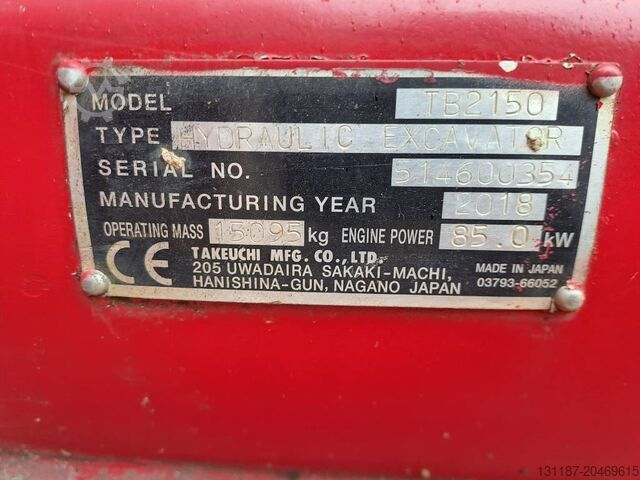 MODEL TB2150
TYPE HYDRAULIC EXCAVATOR
SERIAL NO. 514600354
MANUFACTURING YEAR 2018
OPERATING MASS 15095 kg ENGINE POWER 85.0 kW
CE TAKEUCHI MFG. CO., LTD.
205 UWADAIRA SAKAKI-MACHI,
HANISHINA-GUN, NAGANO JAPAN
MADE IN JAPAN
03793-66052
131187-20469615